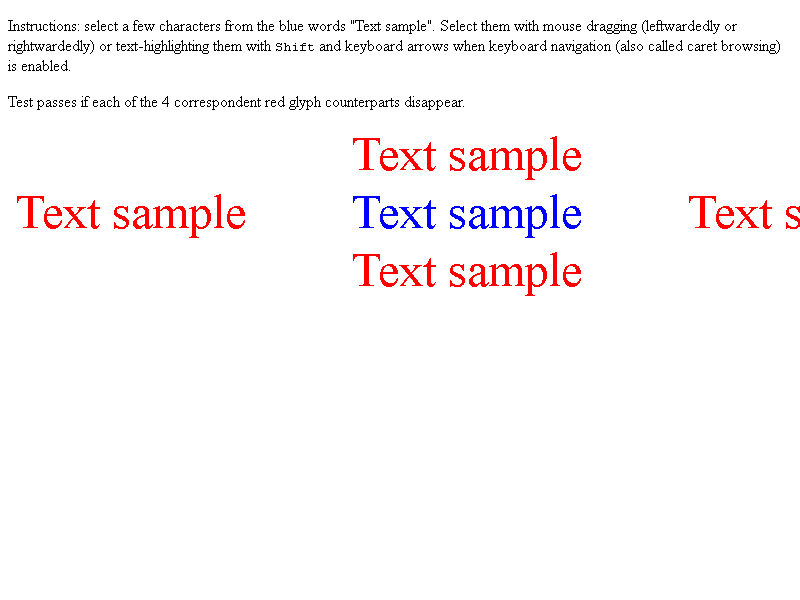 Instructions: select a few characters from the blue words "Text sample". Select them with mouse dragging (leftwardedly or
rightwardedly) or text-highlighting them with Shift and keyboard arrows when keyboard navigation (also called caret browsing)
is enabled.
Test passes if each of the 4 correspondent red glyph counterparts disappear.
Text sample
Text sample Text sample Text s
Text sample